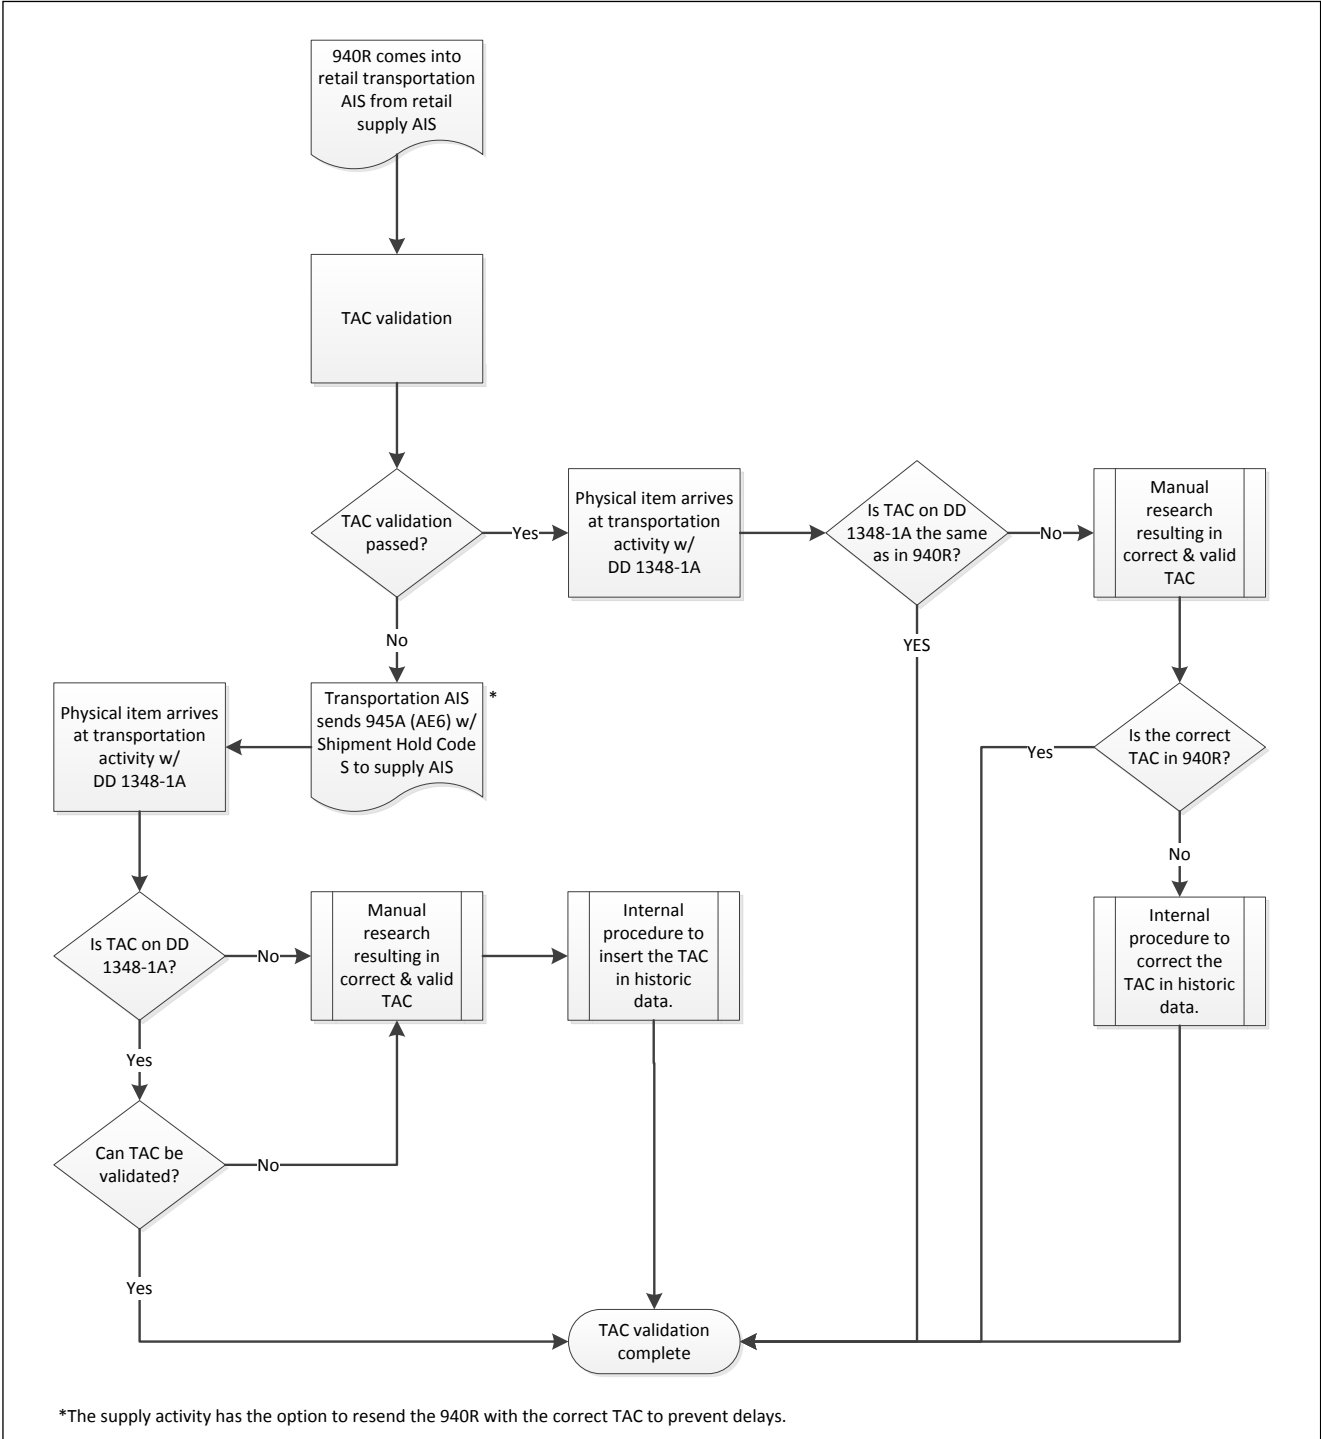 940R comes into
retail transportation
AIS from retail
supply AIS
TAC validation
TAC validation
passed?
Yes
Physical item arrives
at transportation
activity w/
DD 1348-1A
Is TAC on DD
1348-1A the same
as in 940R?
No
Manual
research
resulting in
correct & valid
TAC
No
YES
Transportation AIS
sends 945A (AE6) w/
Shipment Hold Code
S to supply AIS
*
Physical item arrives
at transportation
activity w/
DD 1348-1A
Is the correct
TAC in 940R?
Yes
No
Is TAC on DD
1348-1A?
No
Manual
research
resulting in
correct & valid
TAC
Internal
procedure to
insert the TAC
in historic
data.
Internal
procedure to
correct the
TAC in historic
data.
Yes
Can TAC be
validated?
No
Yes
TAC validation
complete
*The supply activity has the option to resend the 940R with the correct TAC to prevent delays.